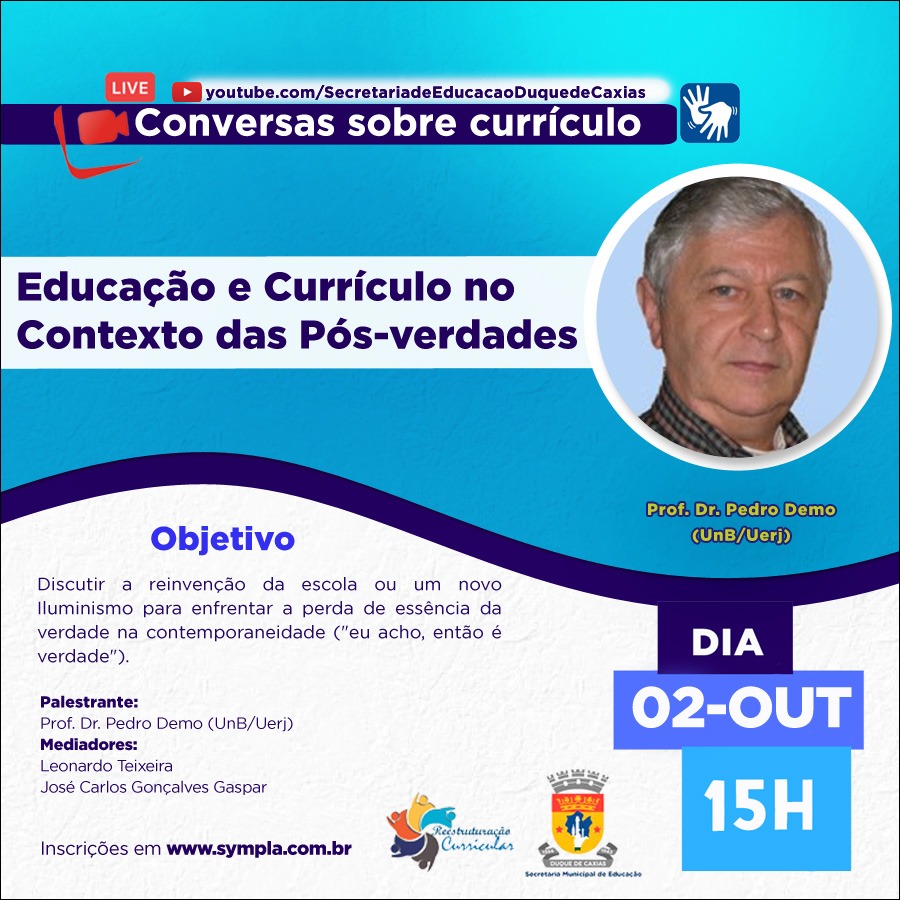 LIVE
youtube.com/SecretariadeEducacaoDuquedeCaxias
Conversas sobre currículo
Educação e Currículo no
Contexto das Pós-verdades
Prof. Dr. Pedro Demo
(UnB/Uerj)
Objetivo
Discutir a reinvenção da escola ou um novo
Iluminismo para enfrentar a perda de essência da
verdade na contemporaneidade ("eu acho, então é
verdade").
Palestrante:
Prof. Dr. Pedro Demo (UnB/Uerj)
Mediadores:
Leonardo Teixeira
José Carlos Gonçalves Gaspar
Inscrições em www.sympla.com.br
DIA
02-OUT
15H
Reestruturação
Curricular
DUQUE DE CAXIAS
Secretaria Municipal de Educação